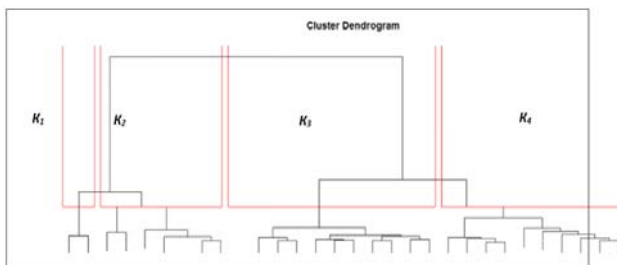 Cluster Dendrogram
K₁
K₂
K₃
K₄